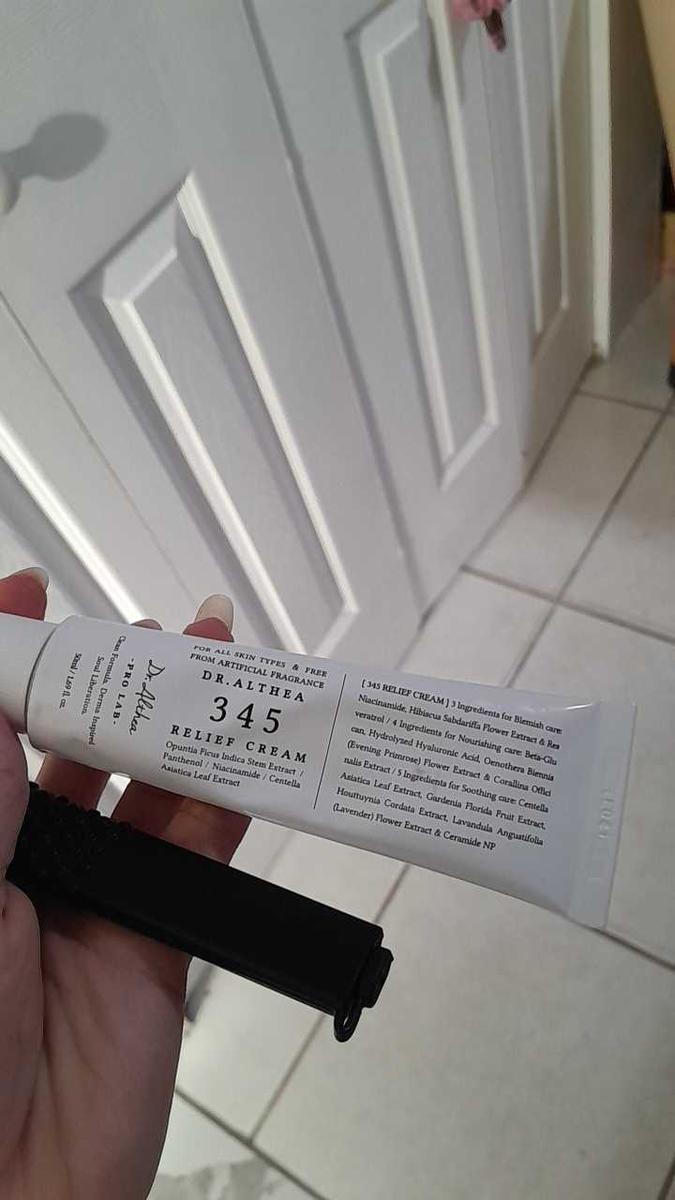 FOR ALL SKIN TYPES & FREE
FROM ARTIFICIAL FRAGRANCE
DR.ALTHEA
345
RELIEF CREAM
Opuntia Ficus Indica Stem Extract /
Panthenol / Niacinamide / Centella
Asiatica Leaf Extract
Dr.Althea
-PRO LAB-
Clean Formula, Derma Inspired
Soul Liberation.
50ml / 1.69 fl. oz.
[ 345 RELIEF CREAM ] 3 Ingredients for Blemish care:
Niacinamide, Hibiscus Sabdariffa Flower Extract & Res
veratrol / 4 Ingredients for Nourishing care: Beta-Glu
can, Hydrolyzed Hyaluronic Acid, Oenothera Biennis
(Evening Primrose) Flower Extract & Corallina Offici
nalis Extract / 5 Ingredients for Soothing care: Centella
Asiatica Leaf Extract, Gardenia Florida Fruit Extract,
Houttuynia Cordata Extract, Lavandula Angustifolia
(Lavender) Flower Extract & Ceramide NP